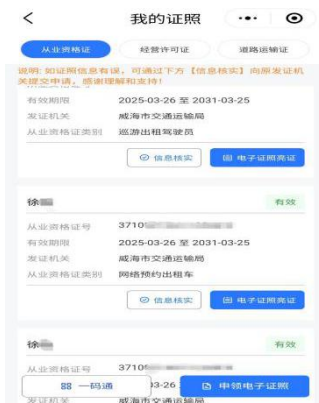 我的证照
从业资格证 经营许可证 道路运输证
说明: 如证照信息有误，可通过下方【信息核实】向原发证机
关提交申请，感谢理解和支持!
有效期限 2025-03-26 至 2031-03-25
发证机关 威海市交通运输局
从业资格证类别 巡游出租驾驶员
信息核实 电子证照亮证
徐 有效
从业资格证号 3710
有效期限 2025-03-26 至 2031-03-25
发证机关 威海市交通运输局
从业资格证类别 网络预约出租车
信息核实 电子证照亮证
徐 有效
从业资格证号 3710
一码通 3-26 申领电子证照
发证机关 威海市交通运输局